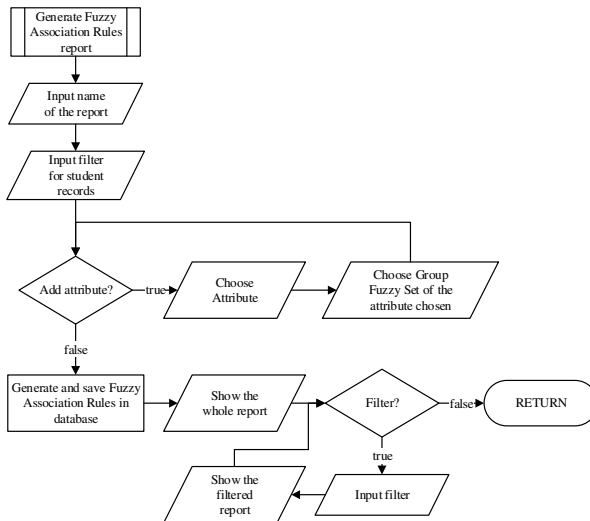 Generate Fuzzy
Association Rules
report
Input name
of the report
Input filter
for student
records
Add attribute?
true
Choose
Attribute
Choose Group
Fuzzy Set of the
attribute chosen
false
Generate and save Fuzzy
Association Rules in
database
Show the
whole report
Filter?
false
RETURN
true
Input filter
Show the
filtered
report